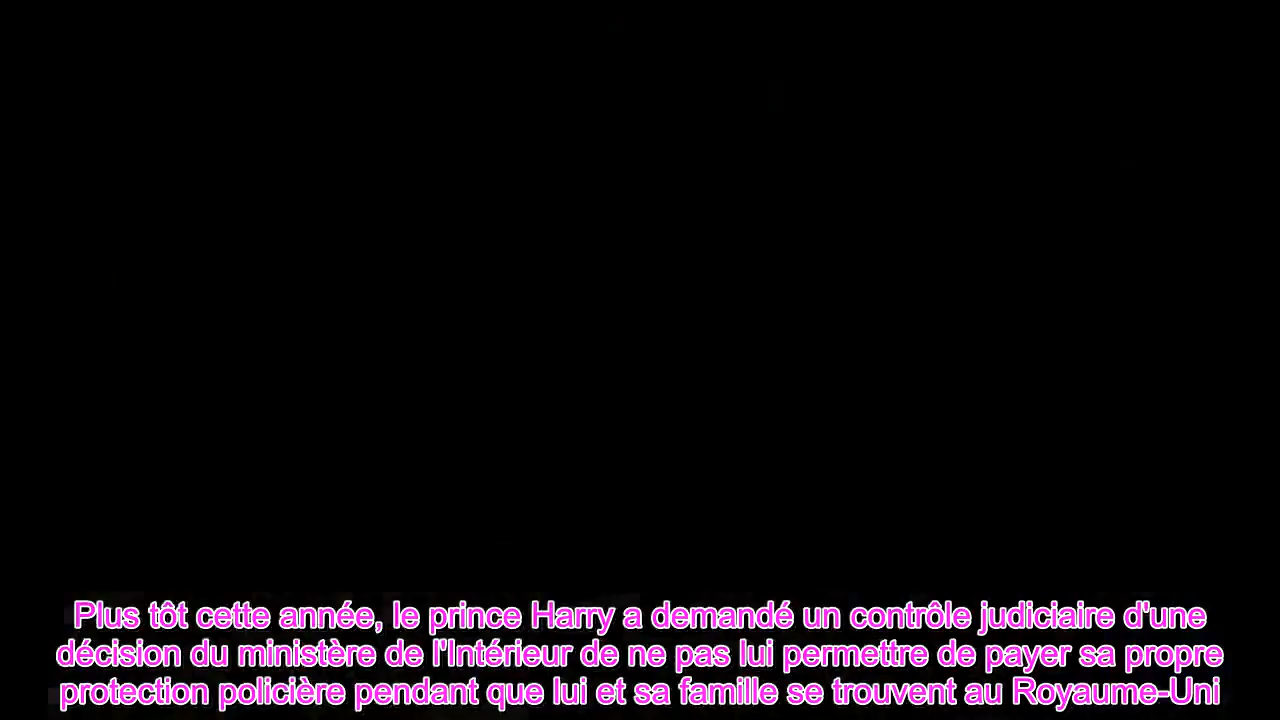 Plus tôt cette année, le prince Harry a demandé un contrôle judiciaire d'une
décision du ministère de l'Intérieur de ne pas lui permettre de payer sa propre
protection policière pendant que lui et sa famille se trouvent au Royaume-Uni